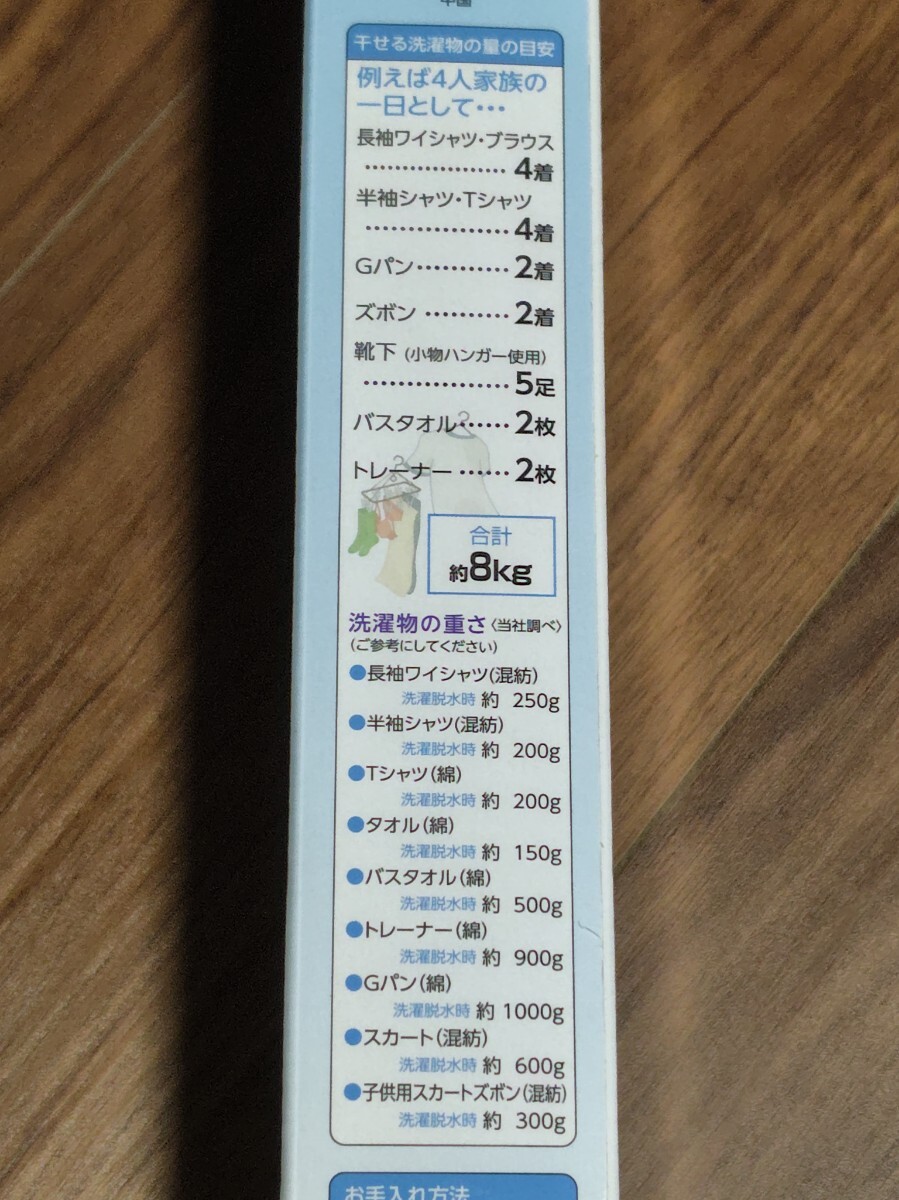 中国
干せる洗濯物の量の目安
例えば4人家族の
一日として・・・
長袖ワイシャツ・ブラウス
・・・・・・・・・・・・・・・・・・・ 4着
半袖シャツ・Tシャツ
・・・・・・・・・・・・・・・・・・・ 4着
Gパン・・・・・・・・・・・・2着
ズボン ・・・・・・・・・・・2着
靴下 (小物ハンガー使用)
・・・・・・・・・・・・・・・・・・・ 5足
バスタオル・・・・・・2枚
トレーナー ・・・・・・2枚
合計
約8kg
洗濯物の重さ〈当社調べ〉
(ご参考にしてください)
●長袖ワイシャツ(混紡)
洗濯脱水時 約 250g
●半袖シャツ(混紡)
洗濯脱水時 約 200g
●Tシャツ(綿)
洗濯脱水時 約 200g
●タオル(綿)
洗濯脱水時 約 150g
●バスタオル(綿)
洗濯脱水時 約 500g
●トレーナー(綿)
洗濯脱水時 約 900g
●Gパン(綿)
洗濯脱水時 約 1000g
●スカート(混紡)
洗濯脱水時 約 600g
●子供用スカートズボン(混紡)
洗濯脱水時 約 300g
お手入れ方法